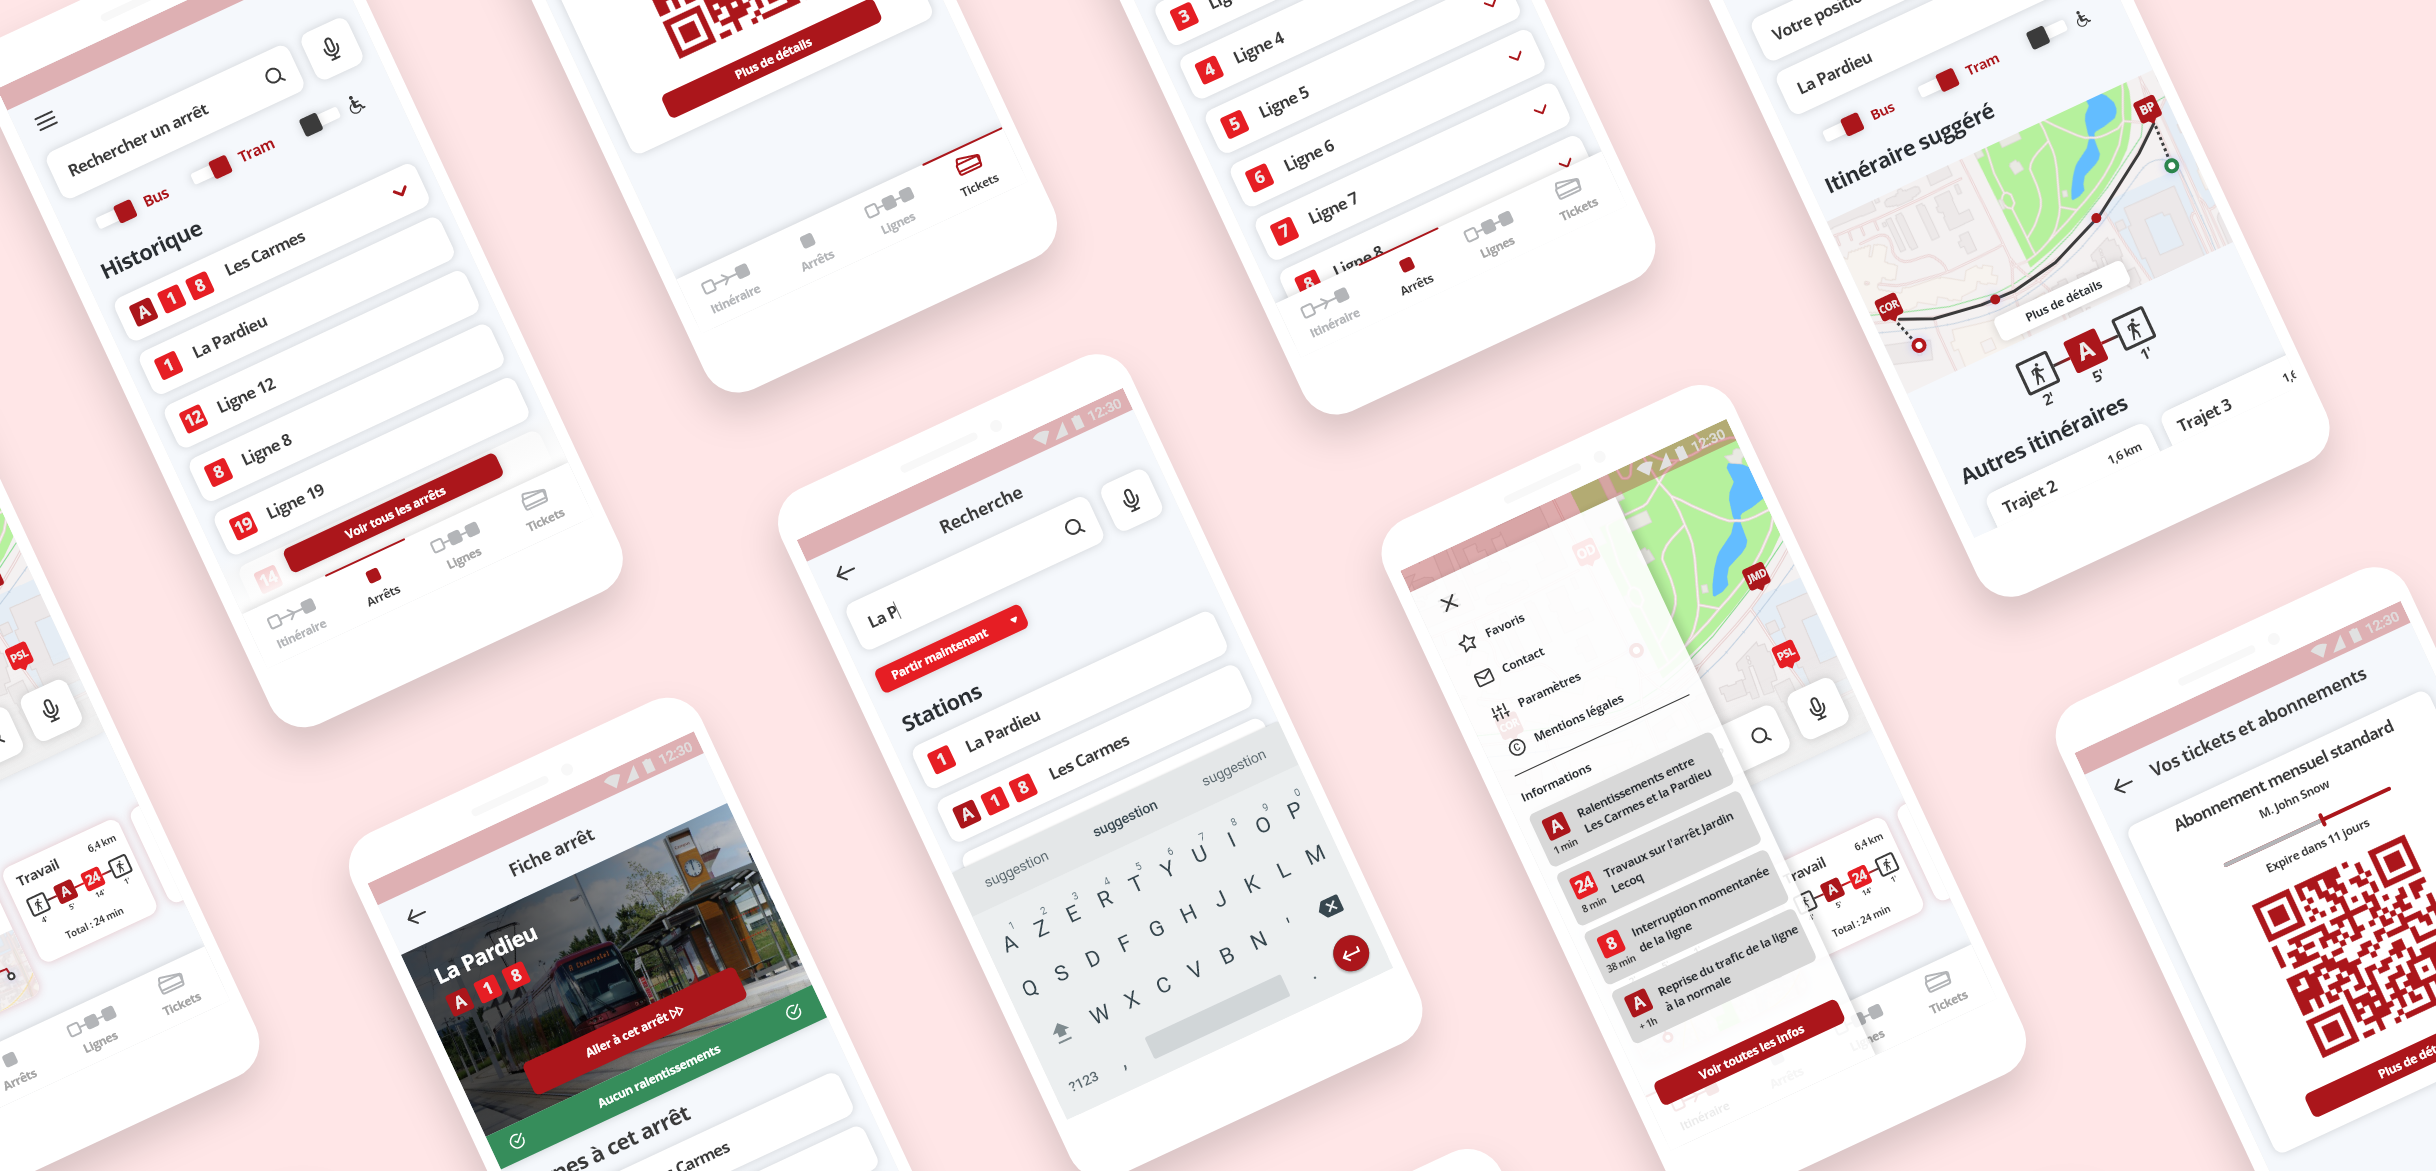 Rechercher un arrêt
Bus
Tram
Historique
A 1 8 Les Carmes
1 La Pardieu
12 Ligne 12
8 Ligne 8
19 Ligne 19
14
Voir tous les arrêts
Itinéraire
Arrêts
Lignes
Tickets
Plus de détails
Itinéraire
Arrêts
Lignes
Tickets
3
4 Ligne 4
5 Ligne 5
6 Ligne 6
7 Ligne 7
8 Ligne 8
Itinéraire
Arrêts
Lignes
Tickets
La Pardieu
Bus
Tram
Itinéraire suggéré
BP
COR
Plus de détails
2'
A
5'
1'
Autres itinéraires
Trajet 2
1,6 km
Trajet 3
PSL
Travail
6,4 km
A
24
4'
5'
14'
1'
Total : 24 min
Arrêts
Lignes
Tickets
12:30
Fiche arrêt
La Pardieu
A 1 8
Aller à cet arrêt
Aucun ralentissements
à cet arrêt
Carmes
12:30
Recherche
La P
Partir maintenant
Stations
1 La Pardieu
A 1 8 Les Carmes
suggestion
suggestion
suggestion
1 2 3 4 5 6 7 8 9 0
A Z E R T Y U I O P
Q S D F G H J K L M
W X C V B N '
?123 , .
12:30
OD
JMD
PSL
Favoris
Contact
Paramètres
Mentions légales
Informations
A
1 min
Ralentissements entre
Les Carmes et la Pardieu
24
8 min
Travaux sur l'arrêt Jardin
Lecoq
8
38 min
Interruption momentanée
de la ligne
A
+ 1h
Reprise du trafic de la ligne
à la normale
Voir toutes les infos
6,4 km
A
24
5'
14'
1'
Total : 24 min
Itinéraire
Arrêts
Tickets
12:30
Vos tickets et abonnements
Abonnement mensuel standard
M. John Snow
Expire dans 11 jours
Plus de